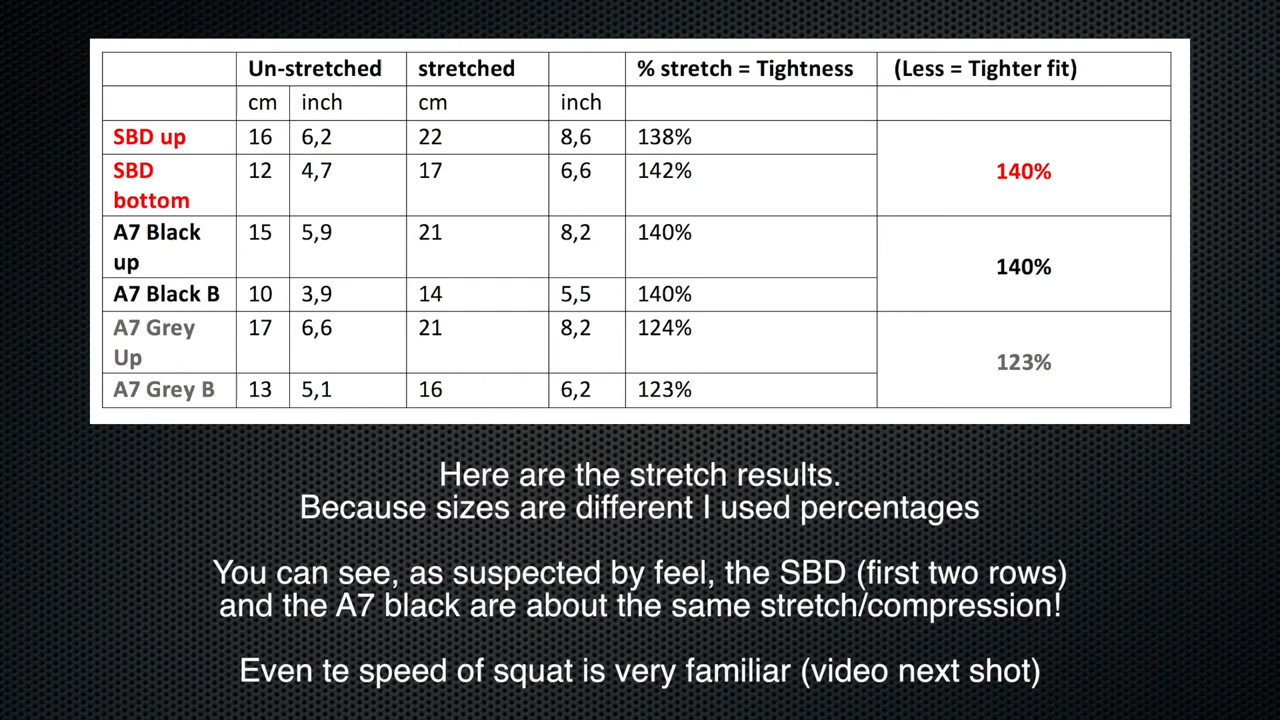 Un-stretched stretched % stretch = Tightness (Less = Tighter fit)
cm inch cm inch
SBD up 16 6,2 22 8,6 138%
SBD bottom 12 4,7 17 6,6 142% 140%
A7 Black up 15 5,9 21 8,2 140% 140%
A7 Black B 10 3,9 14 5,5 140%
A7 Grey Up 17 6,6 21 8,2 124% 123%
A7 Grey B 13 5,1 16 6,2 123%
Here are the stretch results.
Because sizes are different I used percentages
You can see, as suspected by feel, the SBD (first two rows)
and the A7 black are about the same stretch/compression!
Even te speed of squat is very familiar (video next shot)